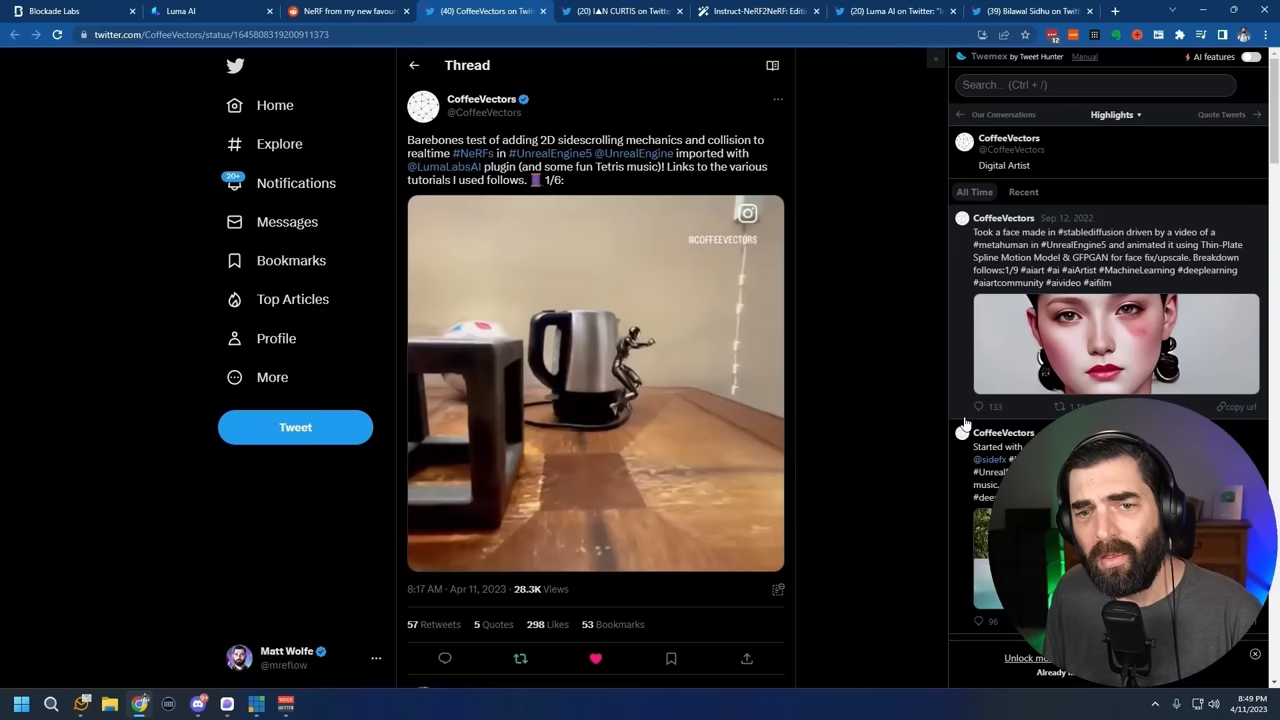 Blockade Labs
Luma AI
NeRF from my new favou
(40) CoffeeVectors on Twi
(20) I▲N CURTIS on Twitte
Instruct-NeRF2NeRF: Editi
(20) Luma AI on Twitter: "I
(39) Bilawal Sidhu on Twit
twitter.com/CoffeeVectors/status/1645808319200911373
12
Home
Explore
20+
Notifications
Messages
Bookmarks
Top Articles
Profile
More
Tweet
Matt Wolfe
@mreflow
Thread
CoffeeVectors
@CoffeeVectors
Barebones test of adding 2D sidescrolling mechanics and collision to
realtime #NeRFs in #UnrealEngine5 @UnrealEngine imported with
@LumaLabsAI plugin (and some fun Tetris music)! Links to the various
tutorials I used follows. 🧵 1/6:
@COFFEEVECTORS
8:17 AM · Apr 11, 2023 · 28.3K Views
57 Retweets 5 Quotes 298 Likes 53 Bookmarks
Twemex by Tweet Hunter Manual
AI features
Search... (Ctrl + /)
Our Conversations Highlights Quote Tweets
CoffeeVectors
@CoffeeVectors
Digital Artist
All Time Recent
CoffeeVectors Sep 12, 2022
Took a face made in #stablediffusion driven by a video of a
#metahuman in #UnrealEngine5 and animated it using Thin-Plate
Spline Motion Model & GFPGAN for face fix/upscale. Breakdown
follows:1/9 #aiart #ai #aiArtist #MachineLearning #deeplearning
#aiartcommunity #aivideo #aifilm
133
copy url
CoffeeVectors
Started with
@sidefx
#Unreal
music.
#dee
96
Unlock mo
Already
8:49 PM
4/11/2023